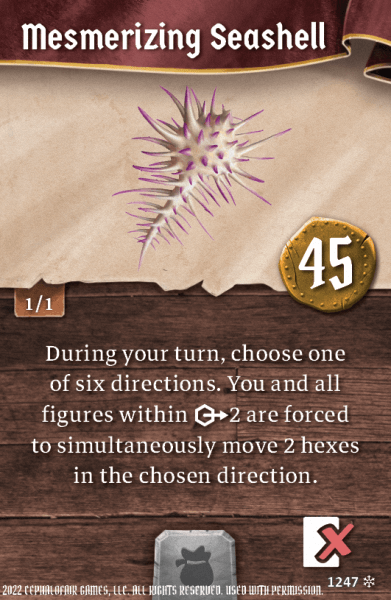 Mesmerizing Seashell
45
1/1
During your turn, choose one
of six directions. You and all
figures within 2 are forced
to simultaneously move 2 hexes
in the chosen direction.
1247
2022 CEPHALOFAIR GAMES, LLC. ALL RIGHTS RESERVED. USED WITH PERMISSION.